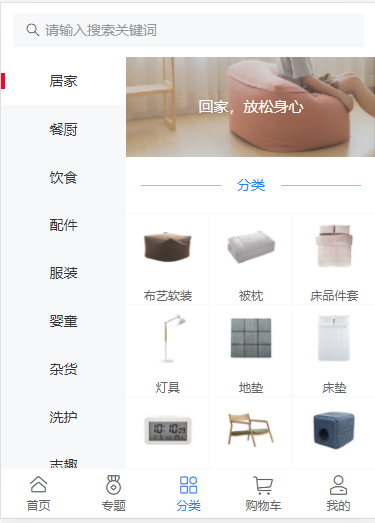 请输入搜索关键词
居家
餐厨
饮食
配件
服装
婴童
杂货
洗护
志趣
回家，放松身心
分类
布艺软装
被枕
床品件套
灯具
地垫
床垫
10:10
首页
专题
分类
购物车
我的